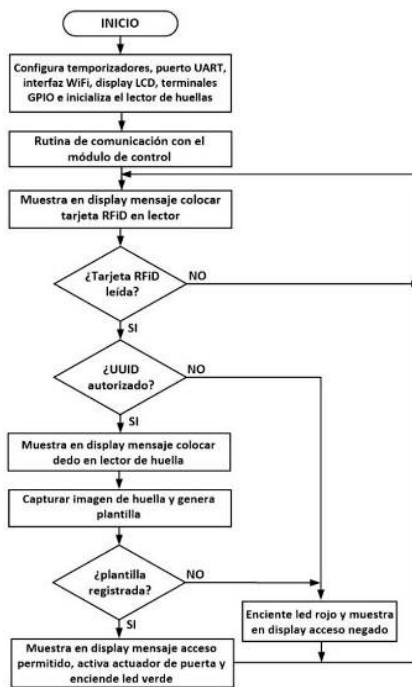 INICIO
Configura temporizadores, puerto UART,
interfaz WiFi, display LCD, terminales
GPIO e inicializa el lector de huellas
Rutina de comunicación con el
módulo de control
Muestra en display mensaje colocar
tarjeta RFiD en lector
¿Tarjeta RFiD
leída?
NO
SI
¿UUID
autorizado?
NO
SI
Muestra en display mensaje colocar
dedo en lector de huella
Capturar imagen de huella y genera
plantilla
¿plantilla
registrada?
NO
SI
Enciente led rojo y muestra
en display acceso negado
Muestra en display mensaje acceso
permitido, activa actuador de puerta y
enciende led verde